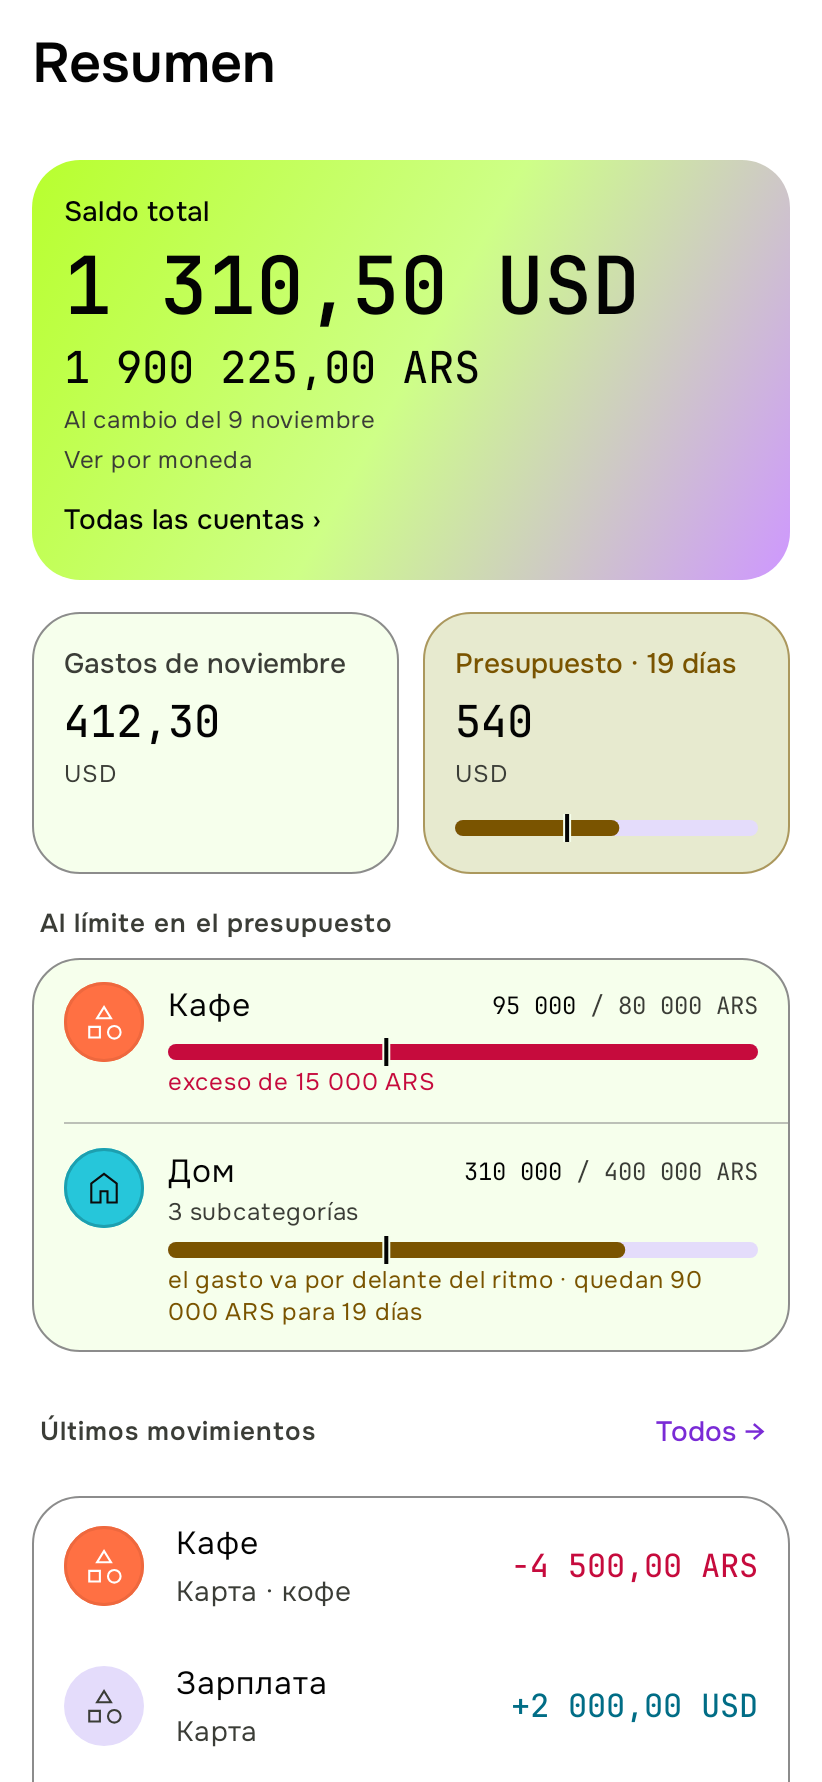 Resumen
Saldo total
1 310,50 USD
1 900 225,00 ARS
Al cambio del 9 noviembre
Ver por moneda
Todas las cuentas ›
Gastos de noviembre
412,30
USD
Presupuesto · 19 días
540
USD
Al límite en el presupuesto
Кафе
95 000 / 80 000 ARS
exceso de 15 000 ARS
Дом
310 000 / 400 000 ARS
3 subcategorías
el gasto va por delante del ritmo · quedan 90
000 ARS para 19 días
Últimos movimientos
Todos →
Кафе
Карта · кофе
-4 500,00 ARS
Зарплата
Карта
+2 000,00 USD